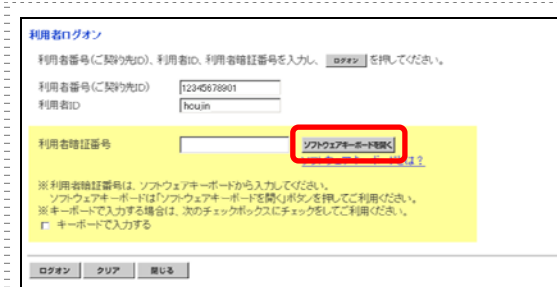 利用者ログオン
利用者番号(ご契約先ID)、利用者ID、利用者暗証番号を入力し、 ログオン を押してください。
利用者番号(ご契約先ID) 12345678901
利用者ID houjin
利用者暗証番号 ソフトウェアキーボードを開く
ソフトウェアキーボードとは?
※利用者暗証番号は、ソフトウェアキーボードから入力してください。
ソフトウェアキーボードは「ソフトウェアキーボードを開く」ボタンを押してご利用ください。
※キーボードで入力する場合は、次のチェックボックスにチェックをしてご利用ください。
キーボードで入力する
ログオン クリア 閉じる